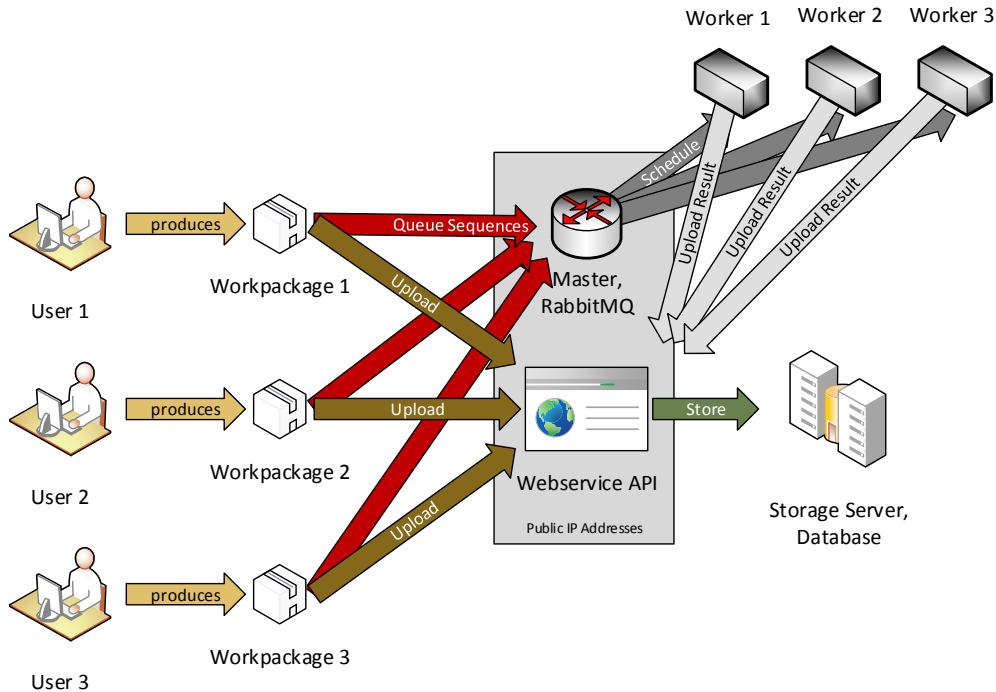 Worker 1
Worker 2
Worker 3
Schedule
Upload Result
Upload Result
Upload Result
produces
Queue Sequences
Workpackage 1
Master,
RabbitMQ
User 1
Upload
produces
Upload
Store
Workpackage 2
Webservice API
User 2
Storage Server,
Database
Public IP Addresses
Upload
produces
Workpackage 3
User 3